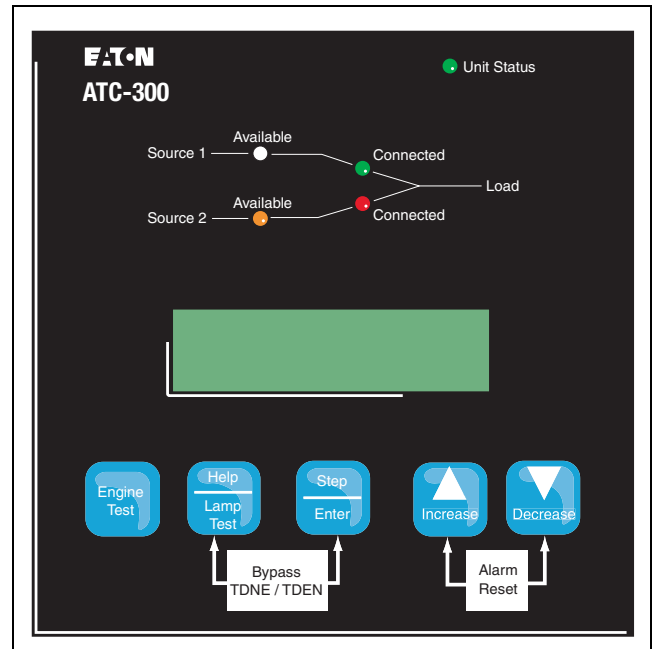 EATON
ATC-300
Unit Status
Available
Source 1
Connected
Load
Available
Source 2
Connected
Engine
Test
Help
Lamp
Test
Step
Enter
Increase
Decrease
Bypass
TDNE / TDEN
Alarm
Reset